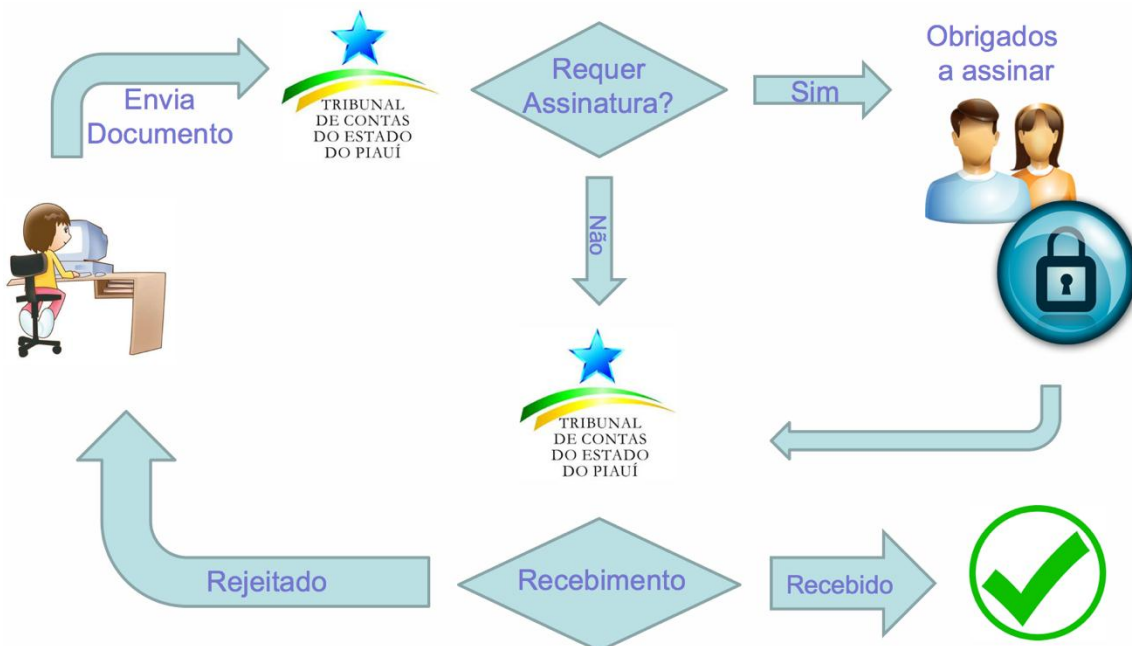 Envia
Documento
TRIBUNAL
DE CONTAS
DO ESTADO
DO PIAUÍ
Requer
Assinatura?
Sim
Obrigados
a assinar
Não
TRIBUNAL
DE CONTAS
DO ESTADO
DO PIAUÍ
Rejeitado
Recebimento
Recebido